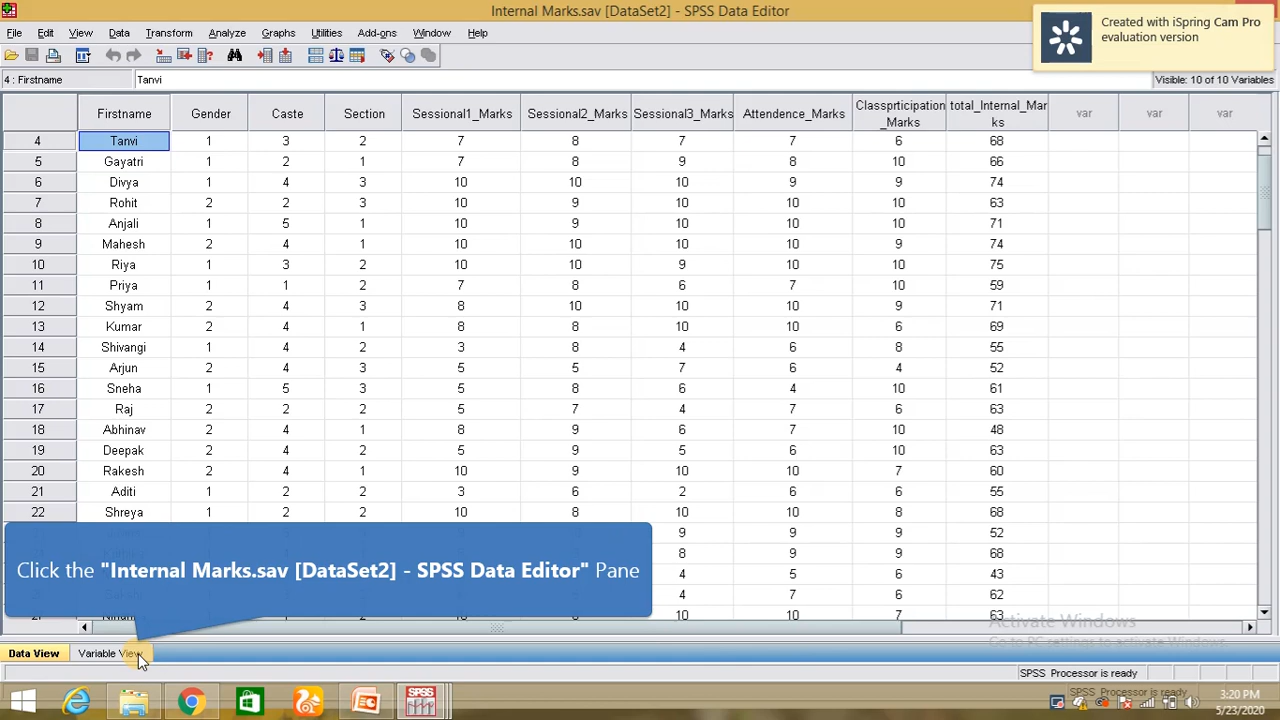 Internal Marks.sav [DataSet2] - SPSS Data Editor
Created with iSpring Cam Pro
evaluation version
File Edit View Data Transform Analyze Graphs Utilities Add-ons Window Help
4 : Firstname Tanvi Visible: 10 of 10 Variables
Firstname Gender Caste Section Sessional1_Marks Sessional2_Marks Sessional3_Marks Attendence_Marks Classprticipation_Marks total_Internal_Marks var var var
4 Tanvi 1 3 2 7 8 7 7 6 68
5 Gayatri 1 2 1 7 8 9 8 10 66
6 Divya 1 4 3 10 10 10 9 9 74
7 Rohit 2 2 3 10 9 10 10 10 63
8 Anjali 1 5 1 10 9 10 10 10 71
9 Mahesh 2 4 1 10 10 10 10 9 74
10 Riya 1 3 2 10 10 9 10 10 75
11 Priya 1 1 2 7 8 6 7 10 59
12 Shyam 2 4 3 8 10 10 10 9 71
13 Kumar 2 4 1 8 8 10 10 6 69
14 Shivangi 1 4 2 3 8 4 6 8 55
15 Arjun 2 4 3 5 5 7 6 4 52
16 Sneha 1 5 3 5 8 6 4 10 61
17 Raj 2 2 2 5 7 4 7 6 63
18 Abhinav 2 4 1 8 9 6 7 10 48
19 Deepak 2 4 2 5 9 5 6 10 63
20 Rakesh 2 4 1 10 9 10 10 7 60
21 Aditi 1 2 2 3 6 2 6 6 55
22 Shreya 1 2 2 10 8 10 10 8 68
9 9 9 52
8 9 9 68
4 5 6 43
4 7 6 62
10 10 7 63
Click the "Internal Marks.sav [DataSet2] - SPSS Data Editor" Pane
Activate Windows
Go to PC settings to activate Windows.
Data View Variable View
SPSS Processor is ready
SPSS Processor is ready
SPSS
3:20 PM
5/23/2020